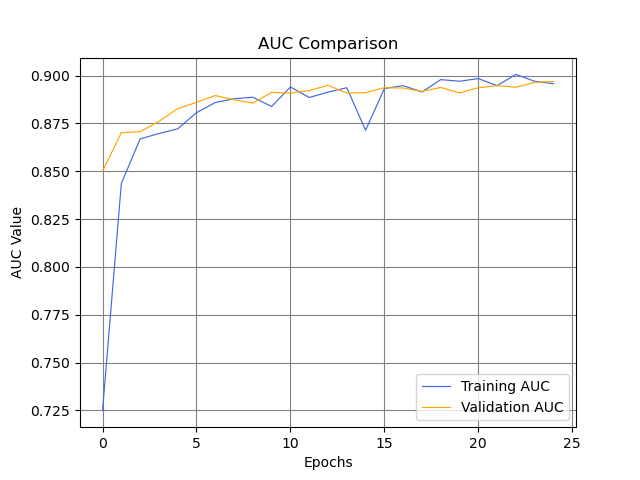 AUC Comparison
AUC Value
0.900
0.875
0.850
0.825
0.800
0.775
0.750
0.725
Training AUC
Validation AUC
0 5 10 15 20 25
Epochs